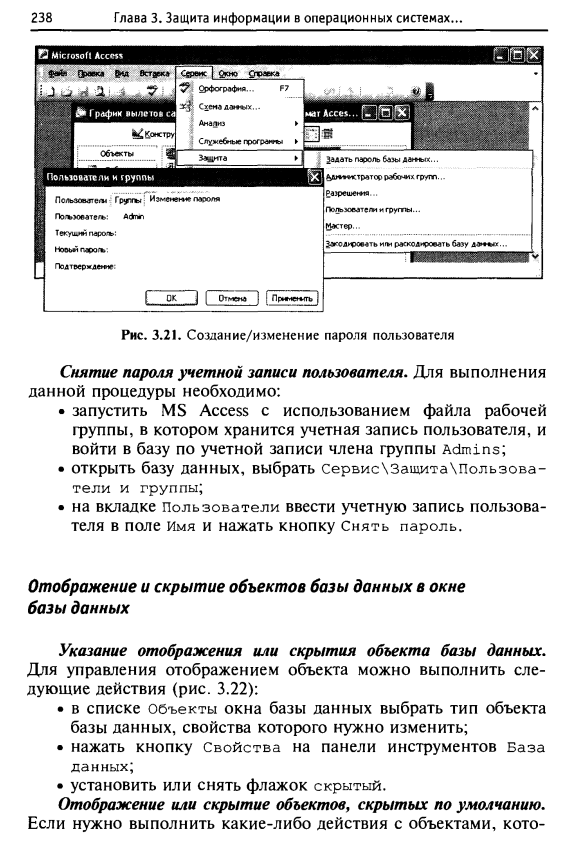 238 Глава 3. Защита информации в операционных системах...
Microsoft Access
Файл Правка Вид Вставка Сервис Окно Справка
Орфография... F7
Схема данных...
Анализ
Служебные программы
Защита
График вылетов са
мат Acces...
Констру
Объекты
Задать пароль базы данных...
Администратор рабочих групп...
Разрешения...
Пользователи и группы...
Мастер...
Закодировать или раскодировать базу данных...
Пользователи и группы
Пользователи Группы Изменение пароля
Пользователь: Admin
Текущий пароль:
Новый пароль:
Подтверждение:
ОК Отмена Применить
Рис. 3.21. Создание/изменение пароля пользователя
Снятие пароля учетной записи пользователя. Для выполнения
данной процедуры необходимо:
• запустить MS Access с использованием файла рабочей
группы, в котором хранится учетная запись пользователя, и
войти в базу по учетной записи члена группы Admins;
• открыть базу данных, выбрать Сервис\Защита\Пользова-
тели и группы;
• на вкладке Пользователи ввести учетную запись пользова-
теля в поле Имя и нажать кнопку Снять пароль.
Отображение и скрытие объектов базы данных в окне
базы данных
Указание отображения или скрытия объекта базы данных.
Для управления отображением объекта можно выполнить сле-
дующие действия (рис. 3.22):
• в списке Объекты окна базы данных выбрать тип объекта
базы данных, свойства которого нужно изменить;
• нажать кнопку Свойства на панели инструментов База
данных;
• установить или снять флажок скрытый.
Отображение или скрытие объектов, скрытых по умолчанию.
Если нужно выполнить какие-либо действия с объектами, кото-